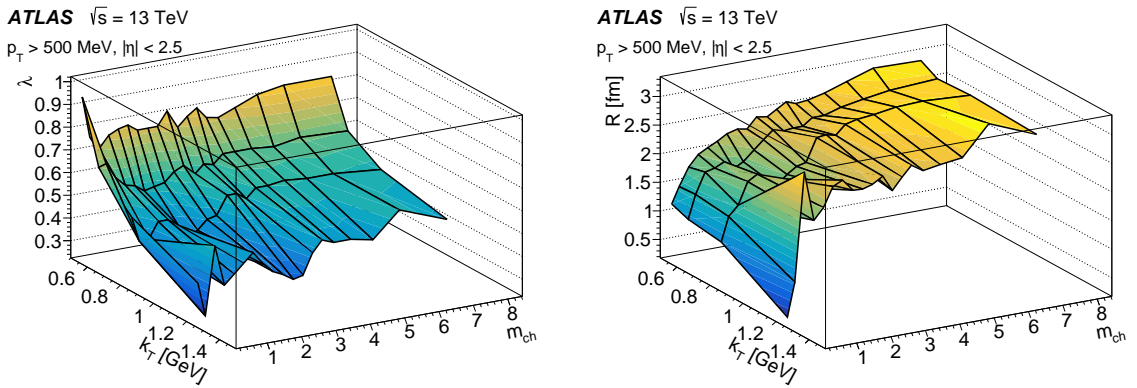 ATLAS √s = 13 TeV
p_T > 500 MeV, |η| < 2.5
λ
1
0.9
0.8
0.7
0.6
0.5
0.4
0.3
0.6
0.8
1
1.2
1.4
k_T [GeV]
1 2 3 4 5 6 7 8
m_ch
ATLAS √s = 13 TeV
p_T > 500 MeV, |η| < 2.5
R [fm]
3
2.5
2
1.5
1
0.5
0.6
0.8
1
1.2
1.4
k_T [GeV]
1 2 3 4 5 6 7 8
m_ch